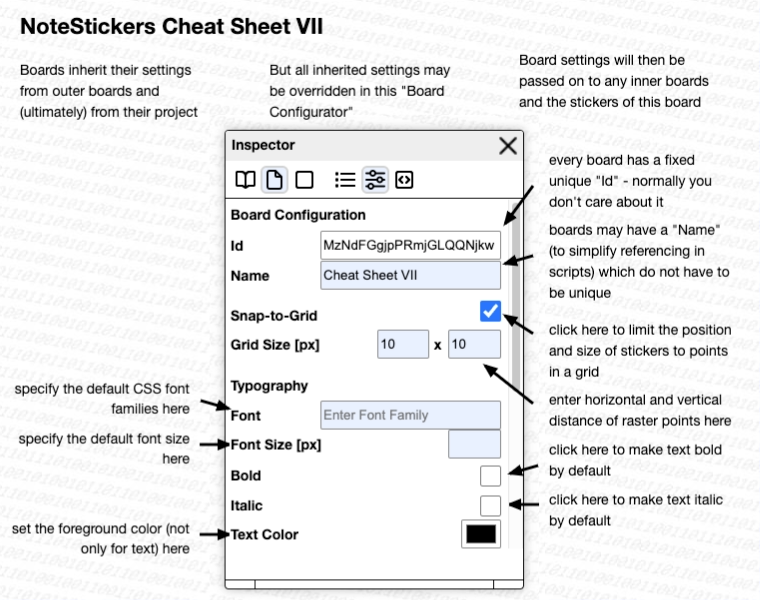 NoteStickers Cheat Sheet VII
Boards inherit their settings
from outer boards and
(ultimately) from their project
But all inherited settings may
be overridden in this "Board
Configurator"
Board settings will then be
passed on to any inner boards
and the stickers of this board
Inspector
Board Configuration
Id
MzNdFGgjpPRmjGLQQNjkw
Name
Cheat Sheet VII
Snap-to-Grid
Grid Size [px]
10 x 10
Typography
Font
Enter Font Family
Font Size [px]
Bold
Italic
Text Color
specify the default CSS font
families here
specify the default font size
here
set the foreground color (not
only for text) here
every board has a fixed
unique "Id" - normally you
don't care about it
boards may have a "Name"
(to simplify referencing in
scripts) which do not have to
be unique
click here to limit the position
and size of stickers to points
in a grid
enter horizontal and vertical
distance of raster points here
click here to make text bold
by default
click here to make text italic
by default